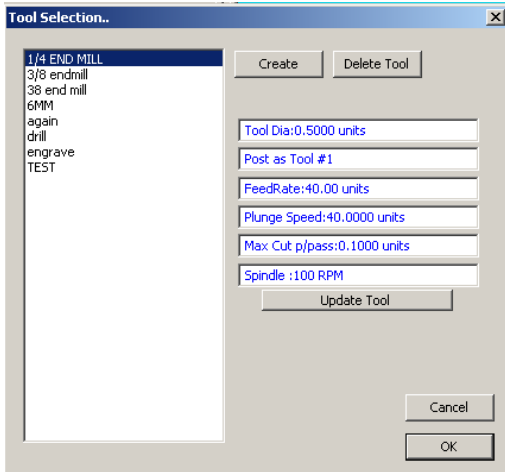 Tool Selection..
1/4 END MILL
3/8 endmill
38 end mill
6MM
again
drill
engrave
TEST
Create
Delete Tool
Tool Dia:0.5000 units
Post as Tool #1
FeedRate:40.00 units
Plunge Speed:40.0000 units
Max Cut p/pass:0.1000 units
Spindle :100 RPM
Update Tool
Cancel
OK